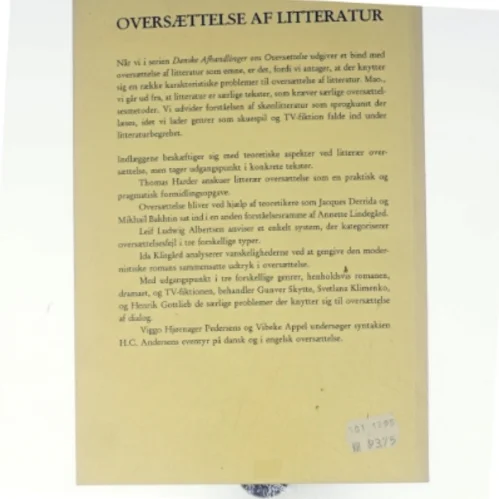 OVERSÆTTELSE AF LITTERATUR
Når vi i serien Danske Afhandlinger om Oversættelse udgiver et bind med
oversættelse af litteratur som emne, er det, fordi vi antager, at der knytter
sig en række karakteristiske problemer til oversættelse af litteratur. Mao.,
vi går ud fra, at litteratur er særlige tekster, som kræver særlige oversættel-
sesmetoder. Vi udvider forståelsen af skønlitteratur som sprogkunst der
læses, idet vi lader genrer som skuespil og TV-fiktion falde ind under
litteraturbegrebet.
Indlæggene beskæftiger sig med teoretiske aspekter ved litterær over-
sættelse, men tager udgangspunkt i konkrete tekster.
Thomas Harder anskuer litterær oversættelse som en praktisk og
pragmatisk formidlingsopgave.
Oversættelse bliver ved hjælp af teoretikere som Jacques Derrida og
Mikhail Bakhtin sat ind i en anden forståelsesramme af Annette Lindegård.
Leif Ludwig Albertsen anviser et enkelt system, der kategoriserer
oversættelsesfejl i tre forskellige typer.
Ida Klitgård analyserer vanskelighederne ved at gengive den moder-
nistiske romans sammensatte udtryk i oversættelse.
Med udgangspunkt i tre forskellige genrer, henholdsvis romanen,
dramaet, og TV-fiktionen, behandler Gunver Skytte, Svetlana Klimenko,
og Henrik Gottlieb de særlige problemer der knytter sig til oversættelse
af dialog.
Viggo Hjørnager Pedersens og Vibeke Appel undersøger syntaksen i
H.C. Andersens eventyr på dansk og i engelsk oversættelse.